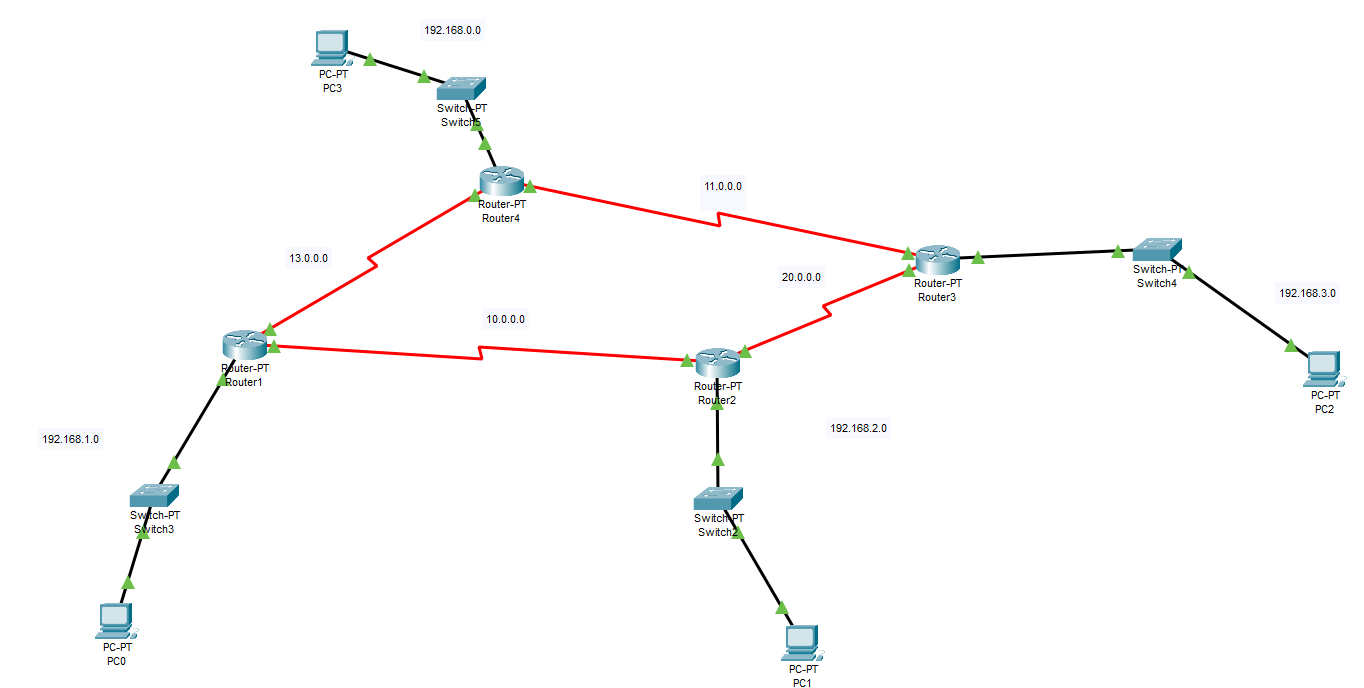 192.168.0.0
PC-PT
PC3
Switch-PT
Switch5
11.0.0.0
Router-PT
Router4
13.0.0.0
20.0.0.0
Switch-PT
Switch4
Router-PT
Router3
192.168.3.0
10.0.0.0
Router-PT
Router1
Router-PT
Router2
PC-PT
PC2
192.168.2.0
192.168.1.0
Switch-PT
Switch3
Switch-PT
Switch2
PC-PT
PC0
PC-PT
PC1